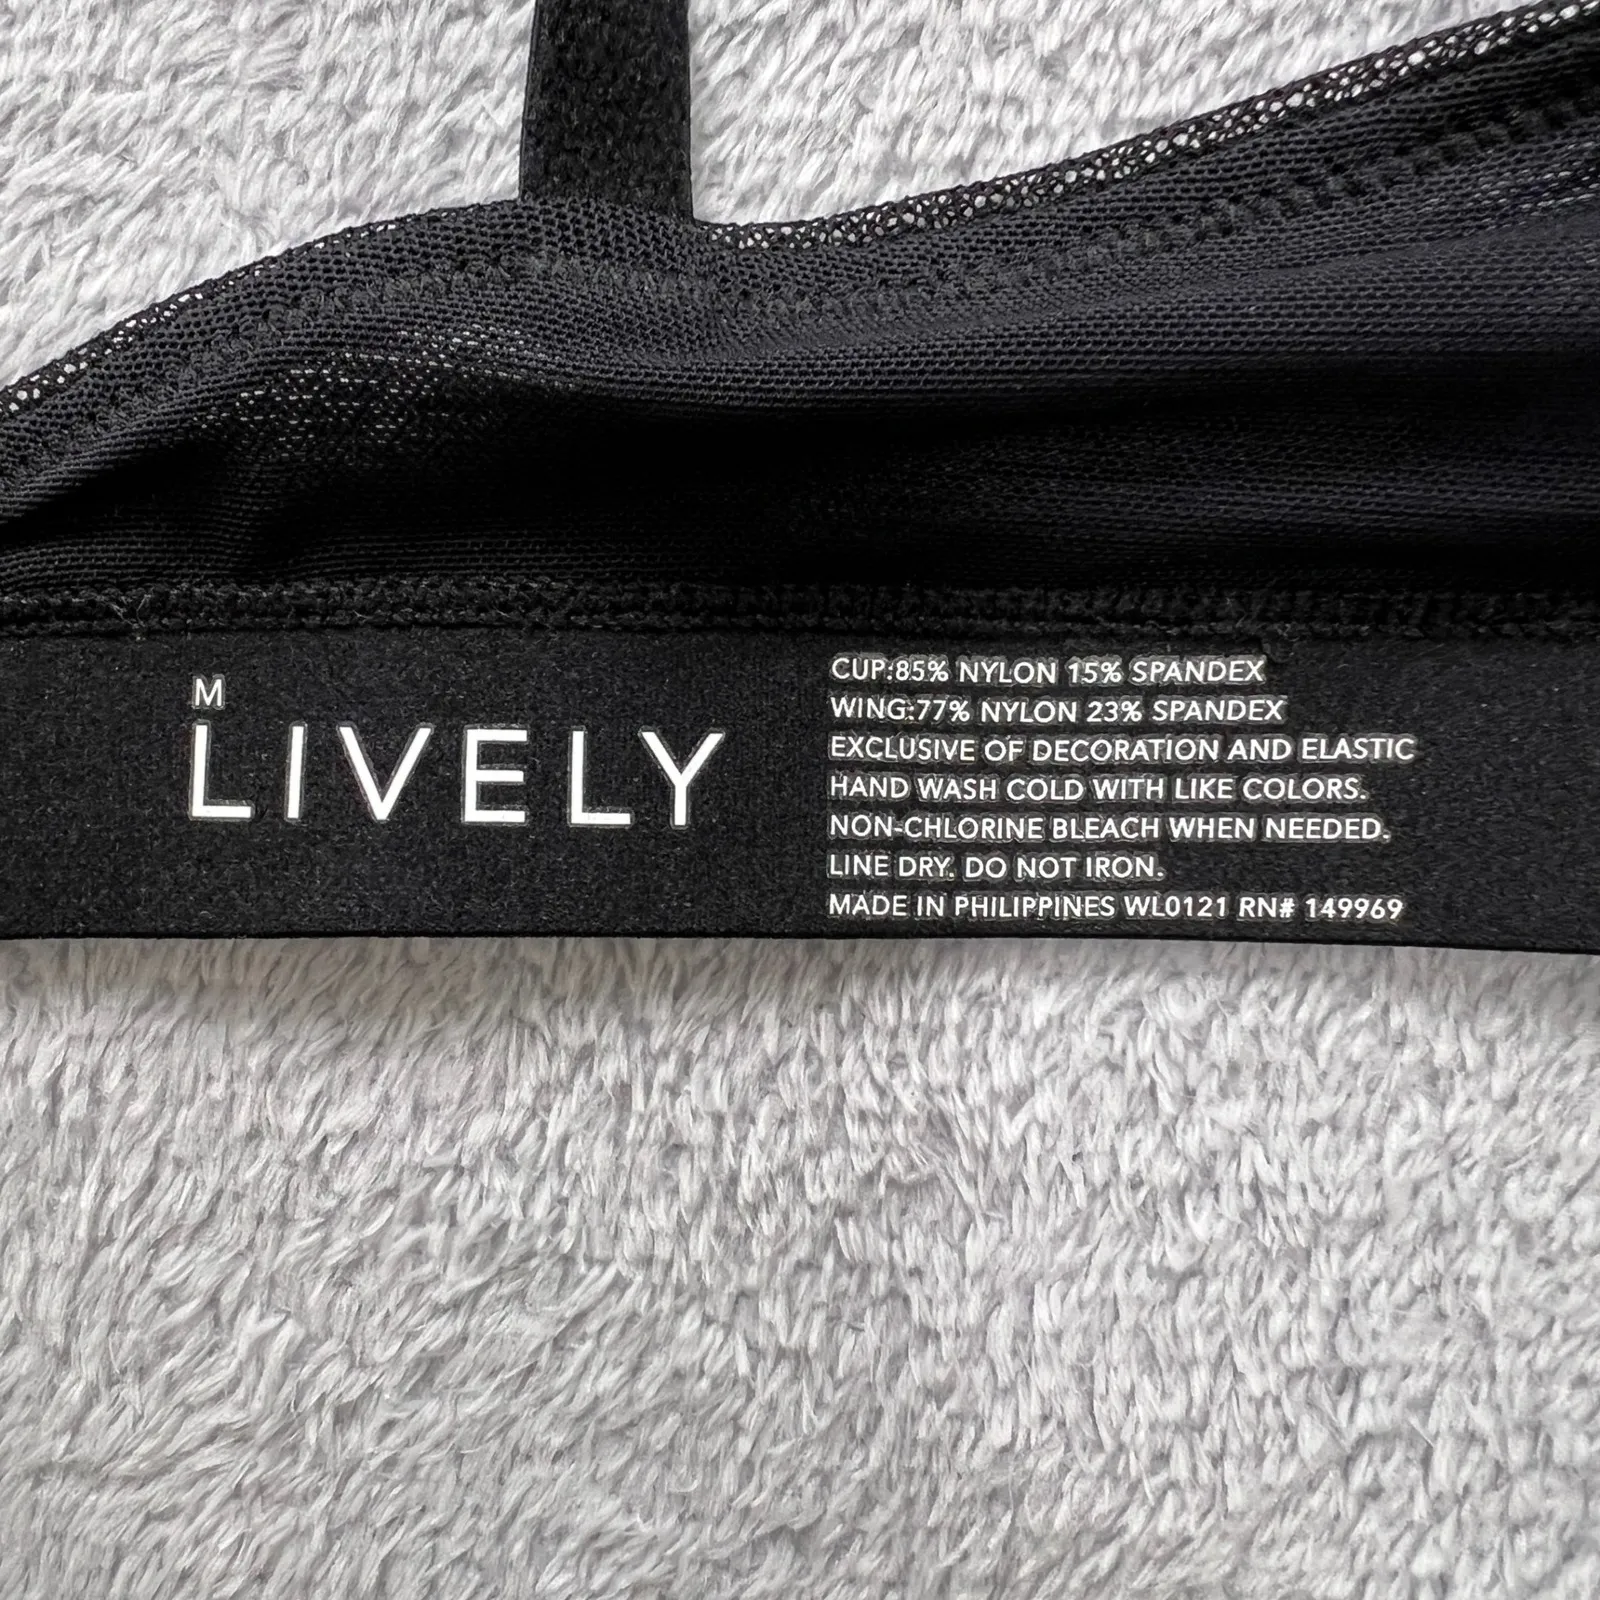 M
LIVELY
CUP:85% NYLON 15% SPANDEX
WING:77% NYLON 23% SPANDEX
EXCLUSIVE OF DECORATION AND ELASTIC
HAND WASH COLD WITH LIKE COLORS.
NON-CHLORINE BLEACH WHEN NEEDED.
LINE DRY. DO NOT IRON.
MADE IN PHILIPPINES WL0121 RN# 149969